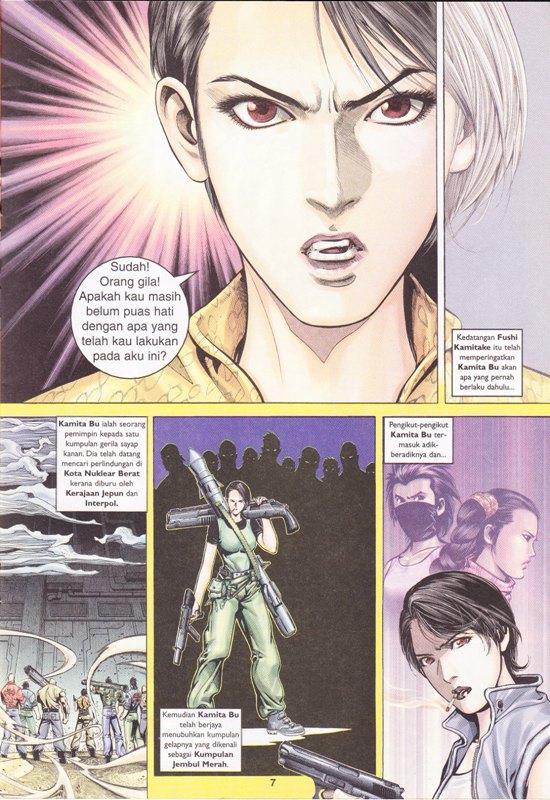 Sudah!
Orang gila!
Apakah kau masih
belum puas hati
dengan apa yang
telah kau lakukan
pada aku ini?
Kedatangan Fushi
Kamitake itu telah
memperingatkan
Kamita Bu akan
apa yang pernah
berlaku dahulu...
Kamita Bu ialah seorang
pemimpin kepada satu
kumpulan gerila sayap
kanan. Dia telah datang
mencari perlindungan di
Kota Nuklear Berat
kerana diburu oleh
Kerajaan Jepun dan
Interpol.
Kemudian Kamita Bu
telah berjaya
menubuhkan kumpulan
gelapnya yang dikenali
sebagai Kumpulan
Jembul Merah.
Pengikut-pengikut
Kamita Bu ter-
masuk adik-
beradiknya dan...
7